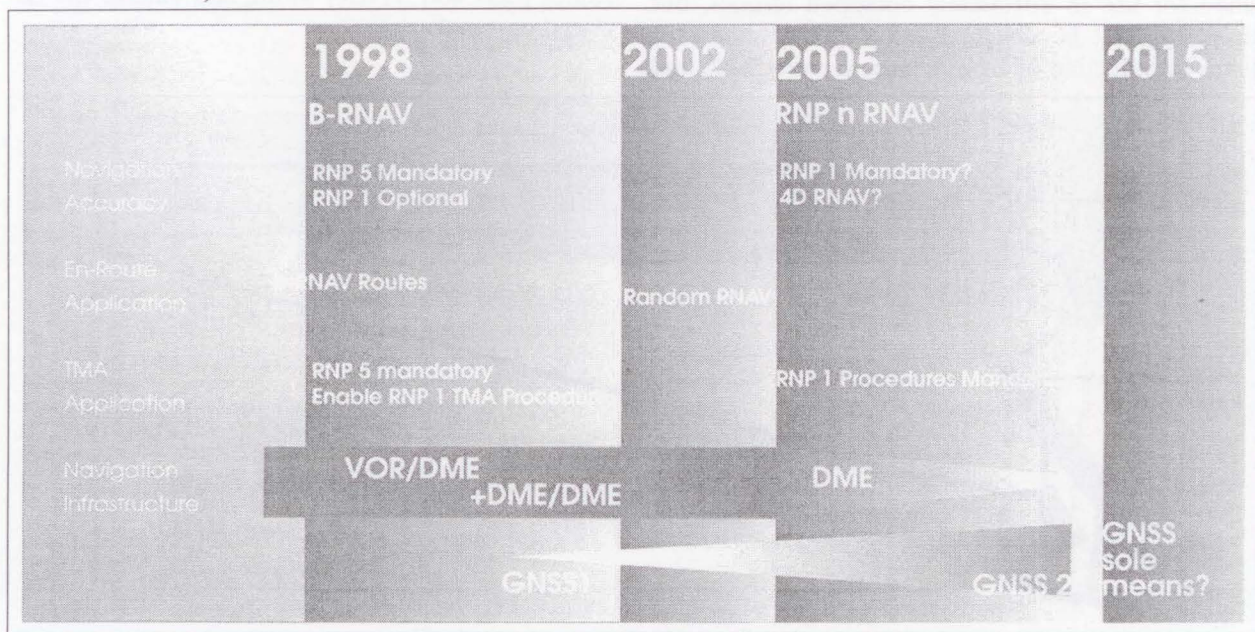 1998 2002 2005 2015
B-RNAV RNP n RNAV
Navigation
Accuracy
RNP 5 Mandatory
RNP 1 Optional
RNP 1 Mandatory?
4D RNAV?
En-Route
Application
RNAV Routes
Random RNAV
TMA
Application
RNP 5 mandatory
Enable RNP 1 TMA
RNP 1 Procedures
Navigation
Infrastructure
VOR/DME
+DME/DME
DME
GNSS1
GNSS 2
GNSS
sole
means?